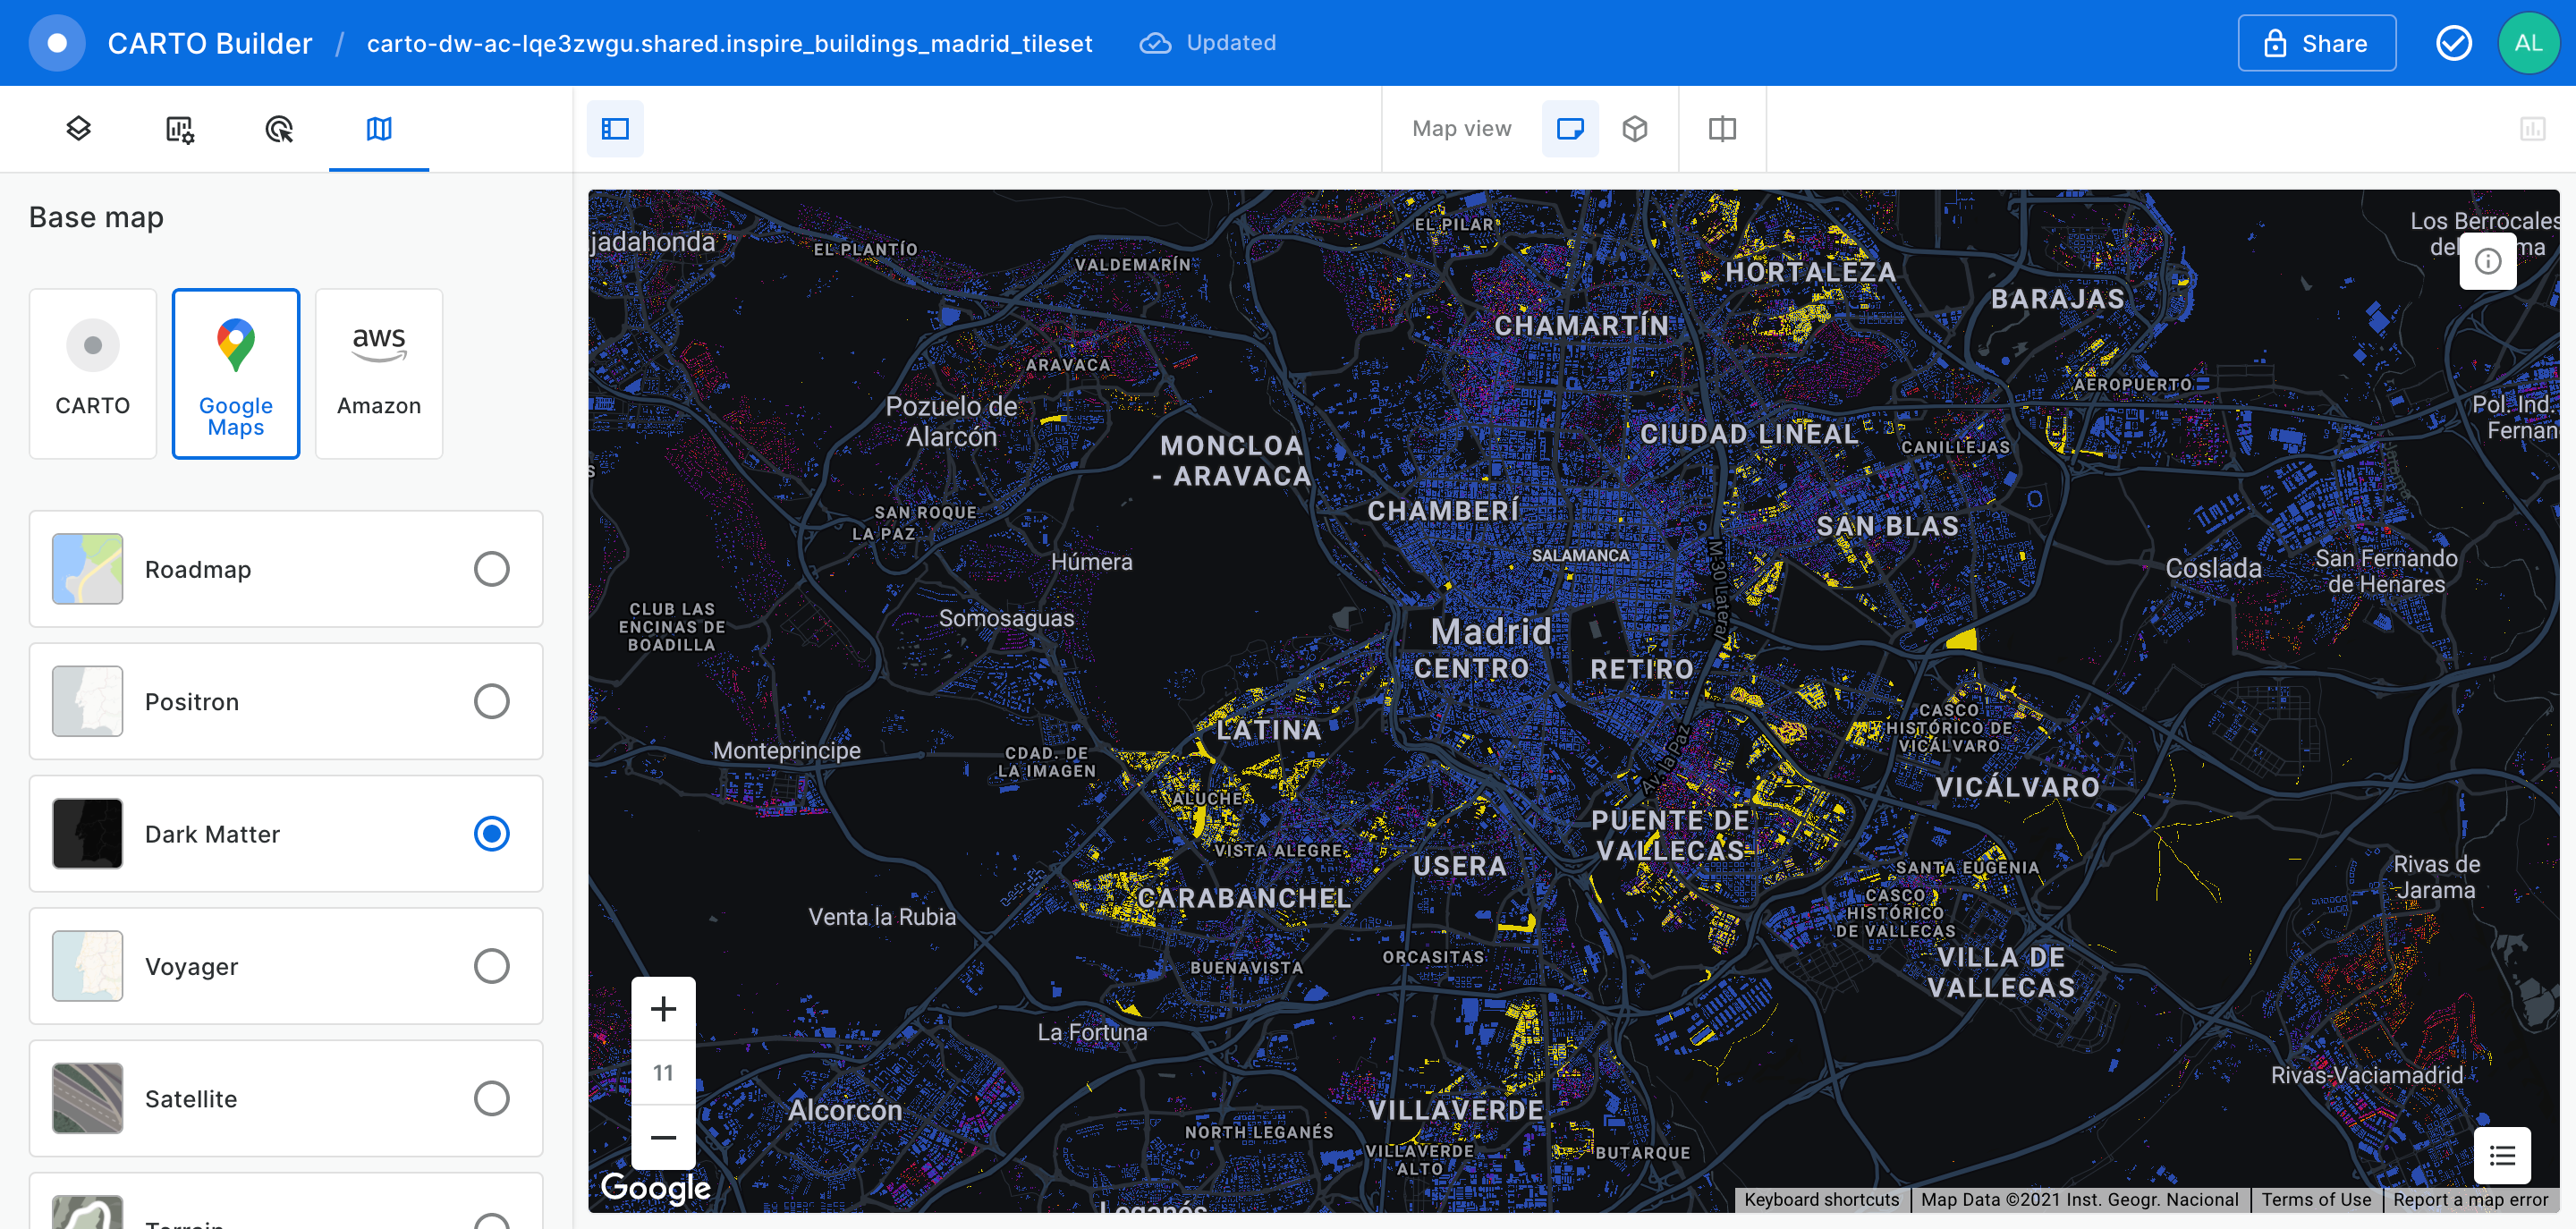 CARTO Builder / carto-dw-ac-lqe3zwgu.shared.inspire_buildings_madrid_tileset Updated
Share
AL
Map view
Base map
CARTO
Google
Maps
aws
Amazon
Roadmap
Positron
Dark Matter
Voyager
Satellite
Terrain
jadahonda
EL PLANTÍO
VALDEMARÍN
EL PILAR
HORTALEZA
BARAJAS
Los Berrocales
CHAMARTÍN
ARAVACA
AEROPUERTO
Pozuelo de
Alarcón
MONCLOA
- ARAVACA
CIUDAD LINEAL
CANILLEJAS
Pol. Ind.
Fernan
CHAMBERÍ
SAN ROQUE
LA PAZ
SAN BLAS
SALAMANCA
M-30 Lateral
Húmera
Coslada
San Fernando
de Henares
CLUB LAS
ENCINAS DE
BOADILLA
Somosaguas
Madrid
CENTRO
RETIRO
LATINA
CASCO
HISTÓRICO DE
VICÁLVARO
Monteprincipe
CDAD. DE
LA IMAGEN
Av. la Paz
VICÁLVARO
ALUCHE
PUENTE DE
VALLECAS
VISTA ALEGRE
USERA
SANTA EUGENIA
Rivas de
Jarama
CARABANCHEL
CASCO
HISTÓRICO
DE VALLECAS
Venta la Rubia
ORCASITAS
VILLA DE
VALLECAS
BUENAVISTA
La Fortuna
11
Rivas-Vaciamadrid
Alcorcón
VILLAVERDE
NORTH LEGANÉS
VILLAVERDE
ALTO
BUTARQUE
Google
Leganés
Keyboard shortcuts
Map Data ©2021 Inst. Geogr. Nacional
Terms of Use
Report a map error